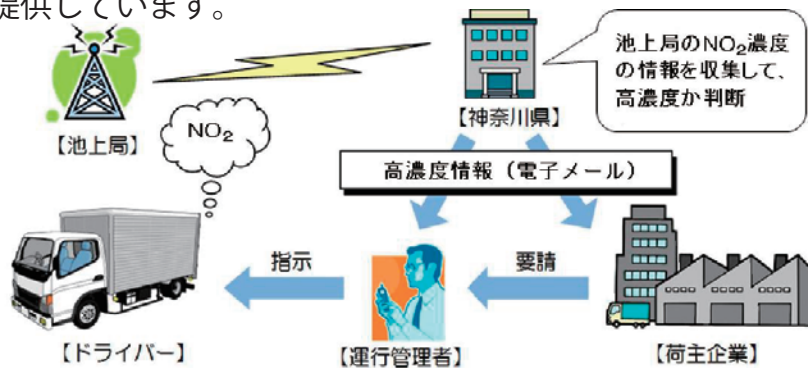 提供しています。
池上局のNO₂濃度
の情報を収集して、
高濃度か判断
【神奈川県】
【池上局】
NO₂
高濃度情報（電子メール）
指示
要請
【ドライバー】
【運行管理者】
【荷主企業】